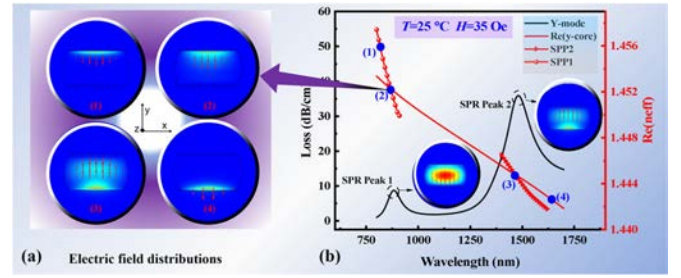 (1)
(2)
y
z
x
(3)
(4)
(a)
Electric field distributions
T=25 °C H=35 Oe
Y-mode
Re(y-core)
SPP2
SPP1
(1)
(2)
(3)
(4)
SPR Peak 1
SPR Peak 2
60
50
40
30
20
10
0
Loss (dB/cm)
1.456
1.452
1.448
1.444
1.440
Re(neff)
750
1000
1250
1500
1750
(b)
Wavelength (nm)